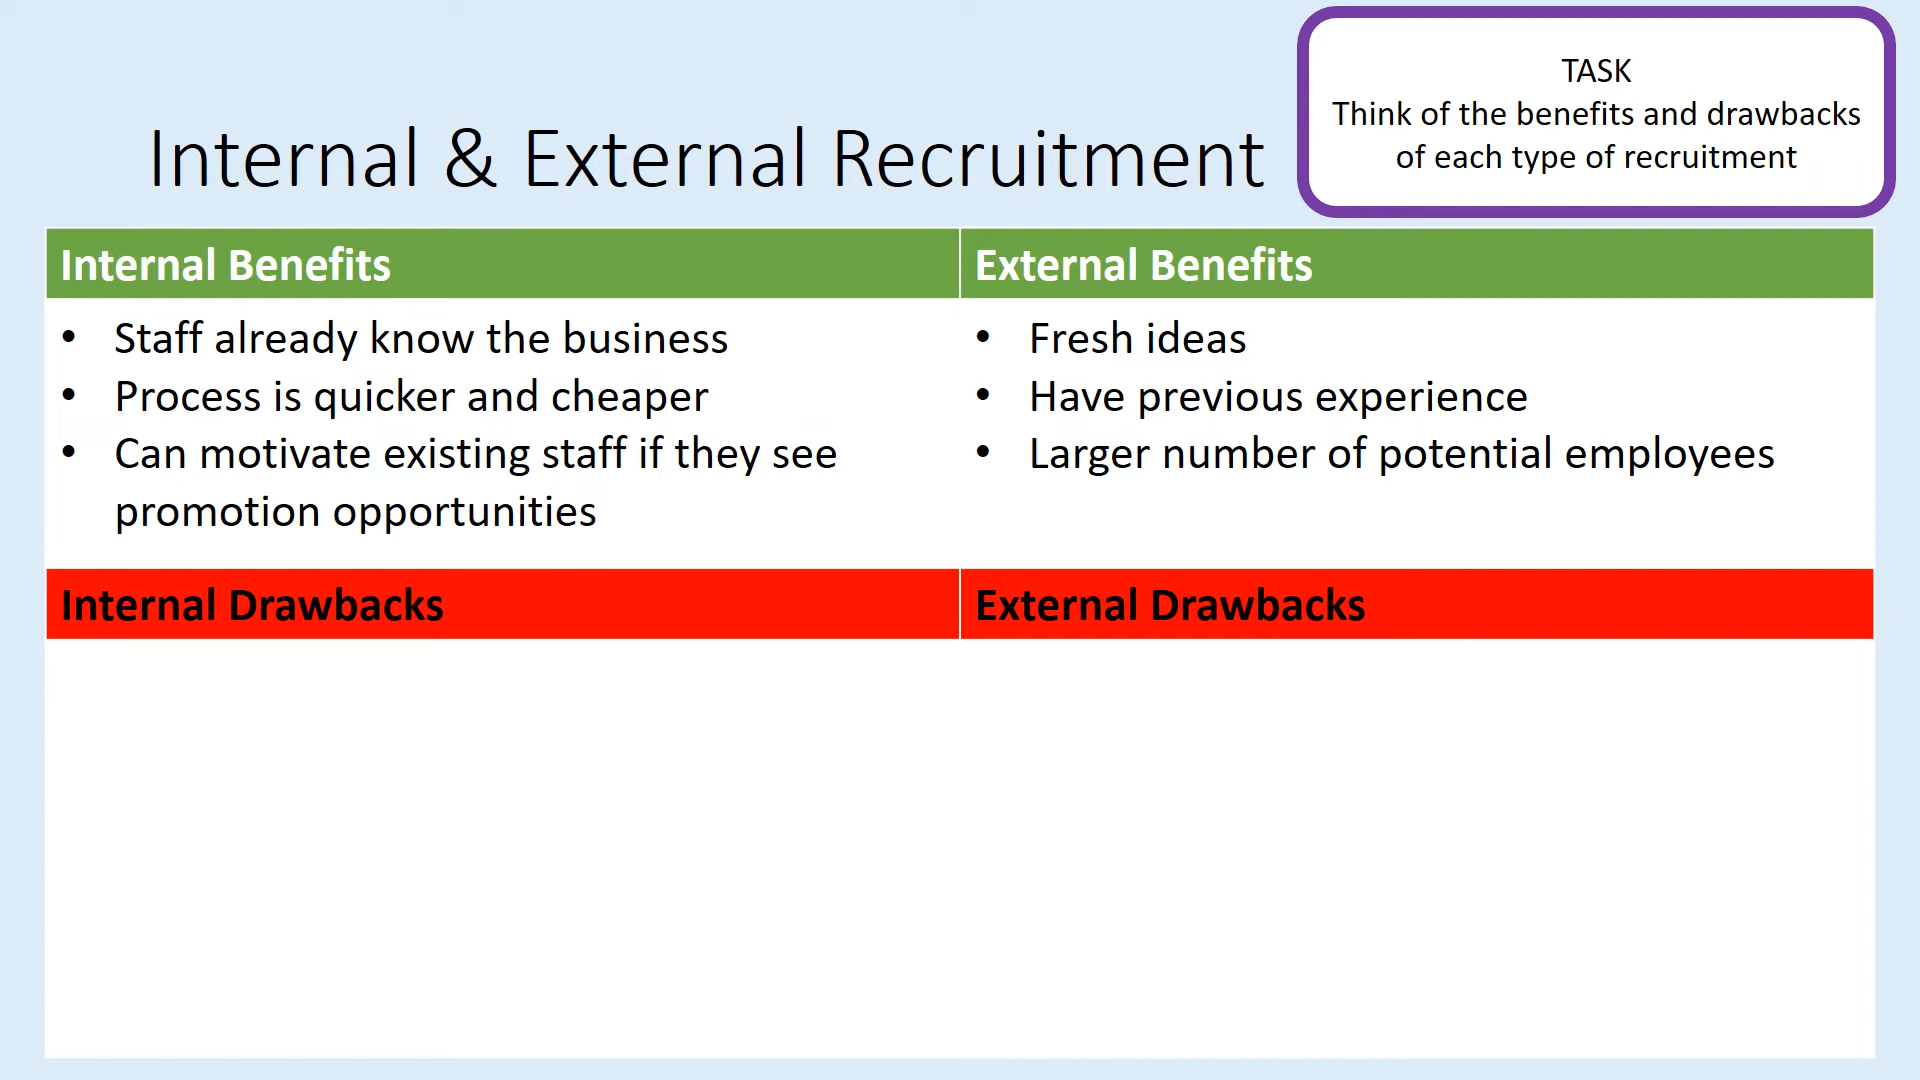 TASK
Think of the benefits and drawbacks
of each type of recruitment
Internal & External Recruitment
Internal Benefits
External Benefits
• Staff already know the business
• Process is quicker and cheaper
• Can motivate existing staff if they see
promotion opportunities
• Fresh ideas
• Have previous experience
• Larger number of potential employees
Internal Drawbacks
External Drawbacks